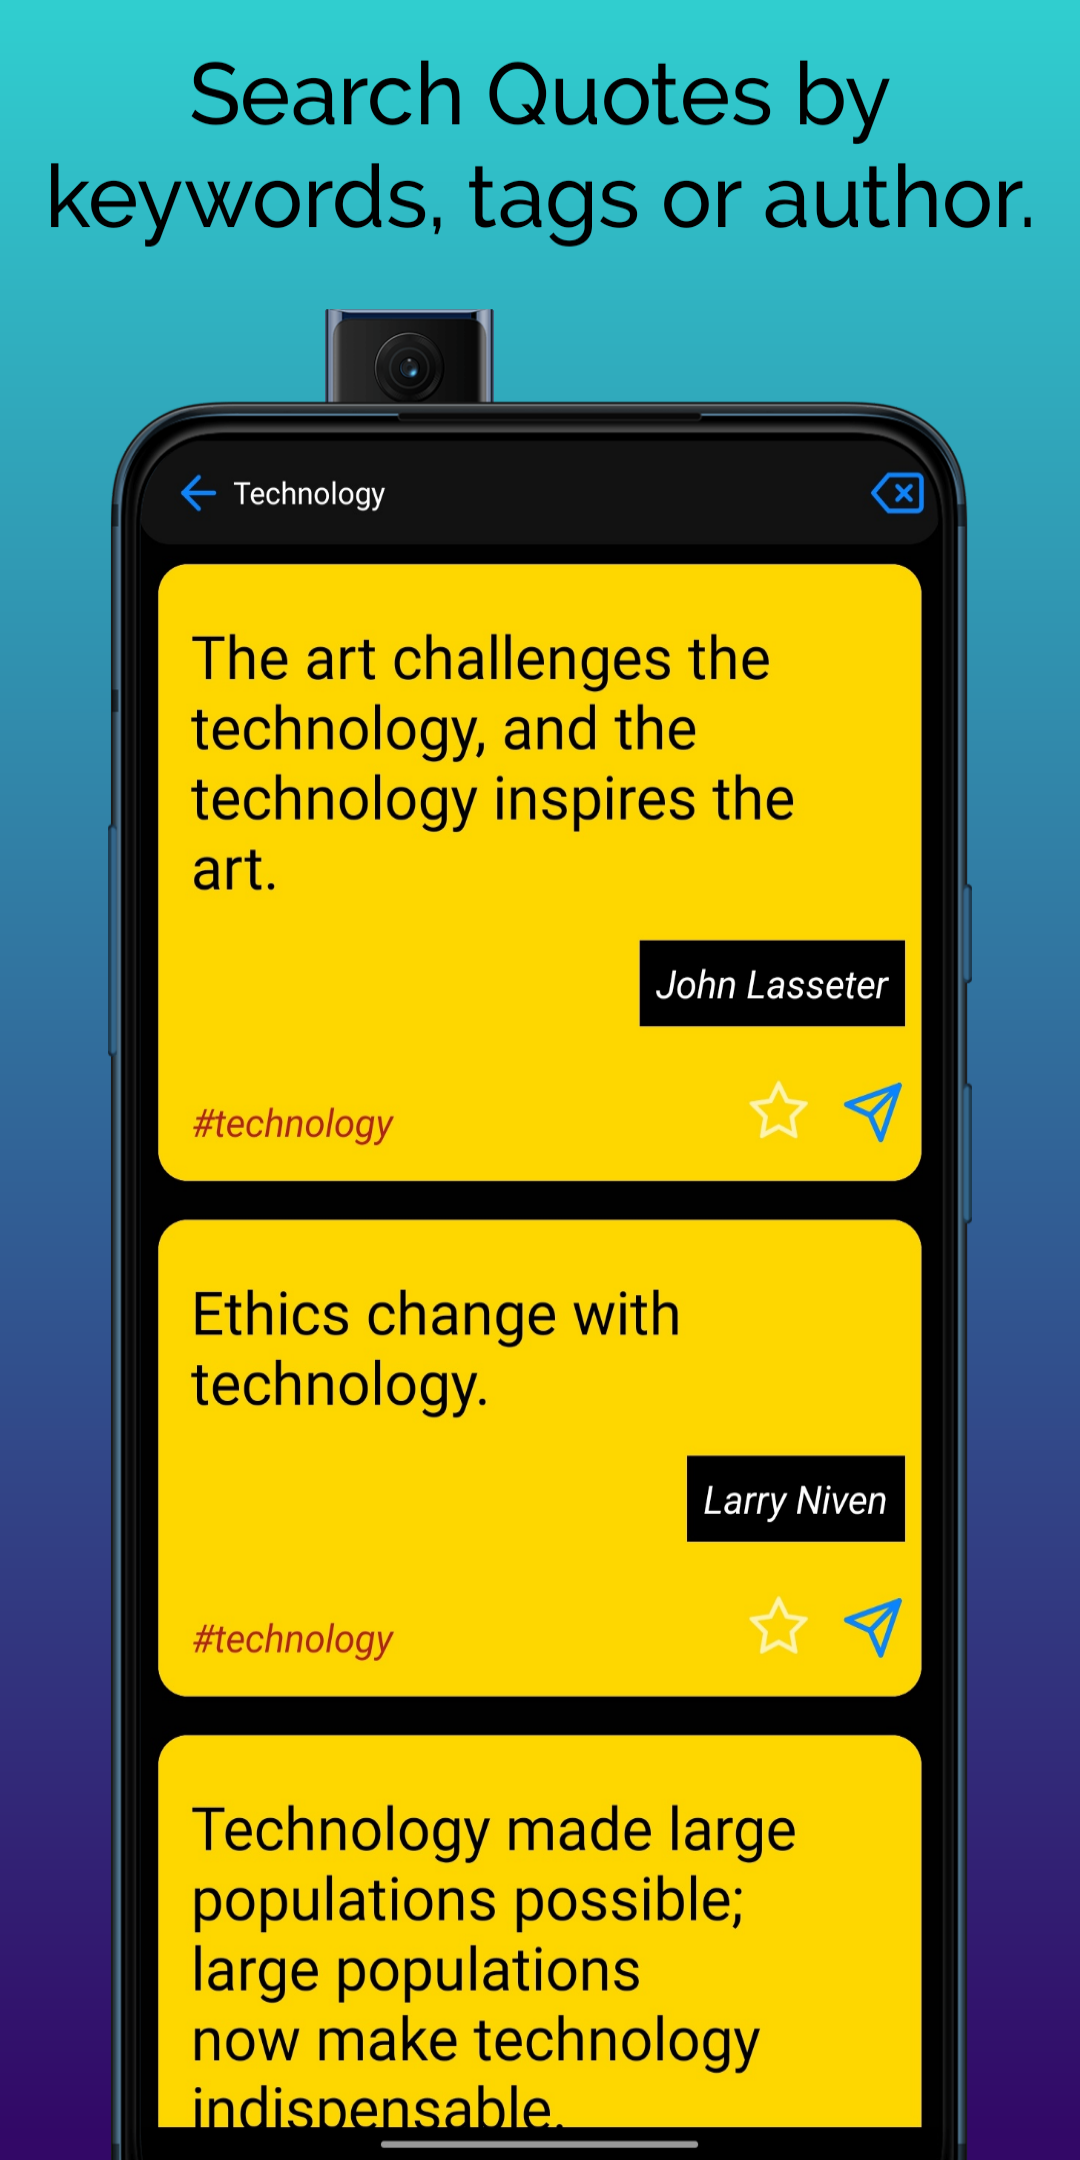 Search Quotes by
keywords, tags or author.
Technology
The art challenges the
technology, and the
technology inspires the
art.
John Lasseter
#technology
Ethics change with
technology.
Larry Niven
#technology
Technology made large
populations possible;
large populations
now make technology
indispensable.